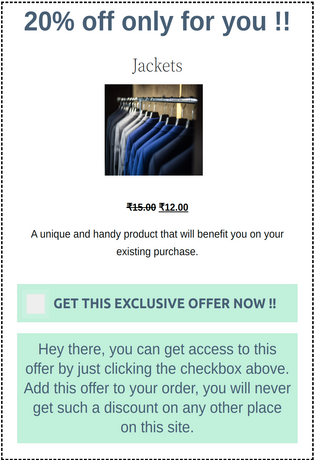 20% off only for you !!
Jackets
₹15.00 ₹12.00
A unique and handy product that will benefit you on your
existing purchase.
GET THIS EXCLUSIVE OFFER NOW !!
Hey there, you can get access to this
offer by just clicking the checkbox above.
Add this offer to your order, you will never
get such a discount on any other place
on this site.